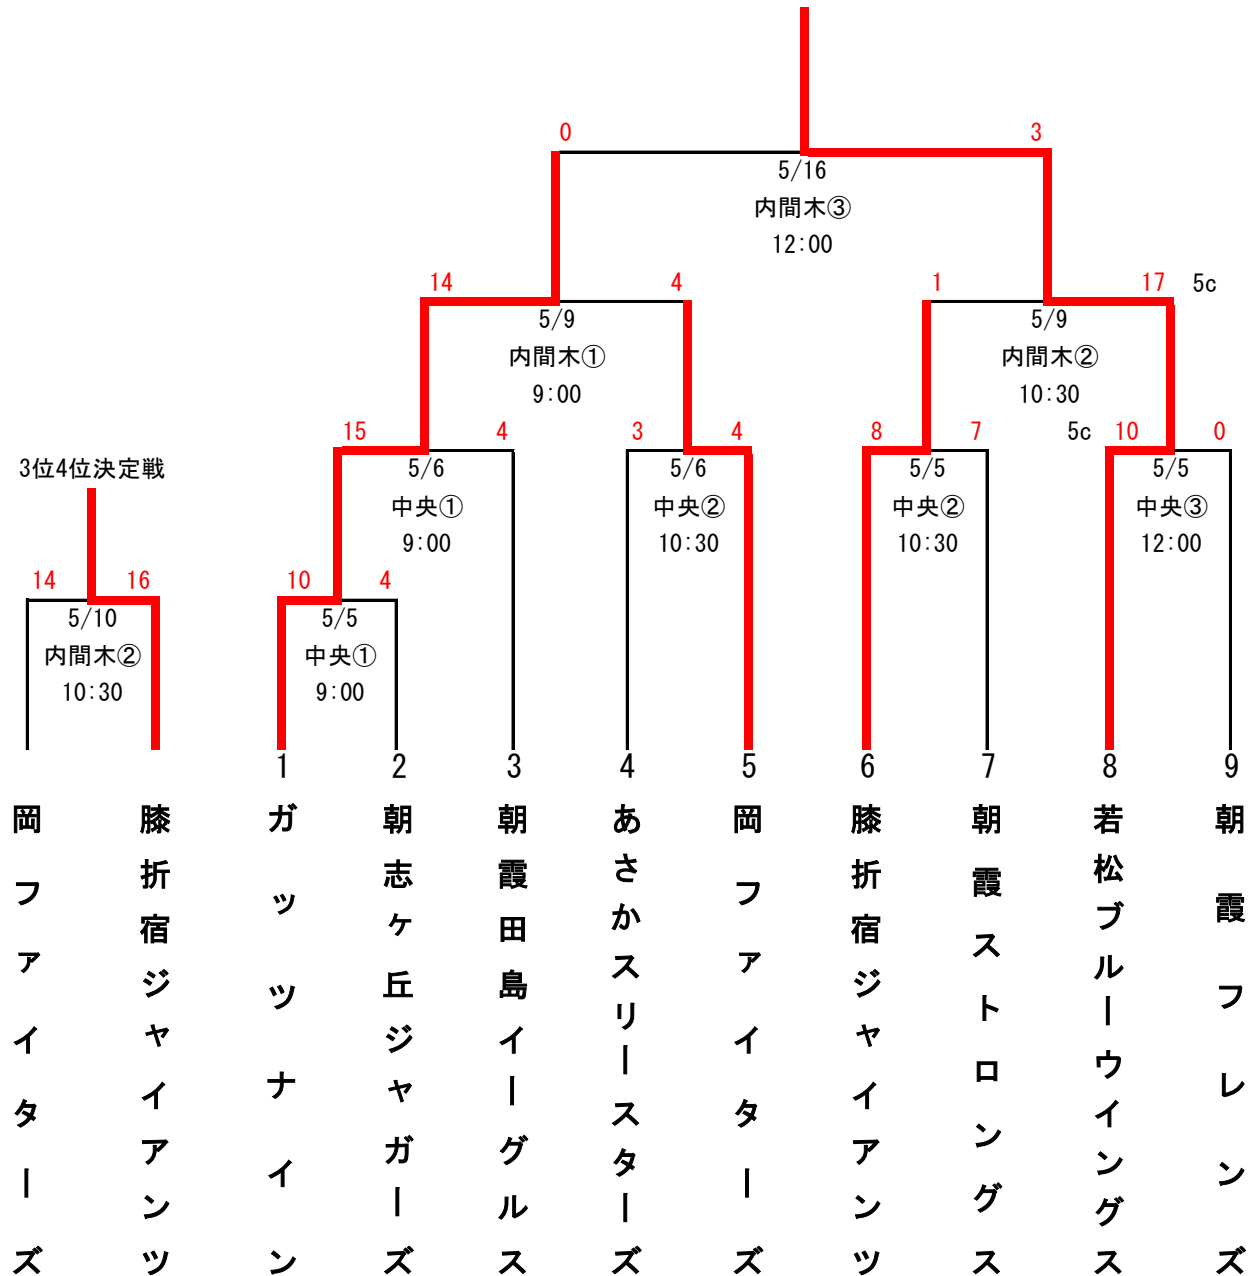 0 3
5/16
内間木③
12:00
14 4 1 17 5c
5/9 5/9
内間木① 内間木②
9:00 10:30
15 4 3 4 8 7 5c 10 0
3位4位決定戦
5/6 5/6 5/5 5/5
中央① 中央② 中央② 中央③
9:00 10:30 10:30 12:00
14 16 10 4
5/10 5/5
内間木② 中央①
10:30 9:00
1 2 3 4 5 6 7 8 9
岡ファイターズ
膝折宿ジャイアンツ
ガッツナイン
朝志ヶ丘ジャガーズ
朝霞田島イーグルス
あさかスリースターズ
岡ファイターズ
膝折宿ジャイアンツ
朝霞ストロングス
若松ブルーウイングス
朝霞フレンズ